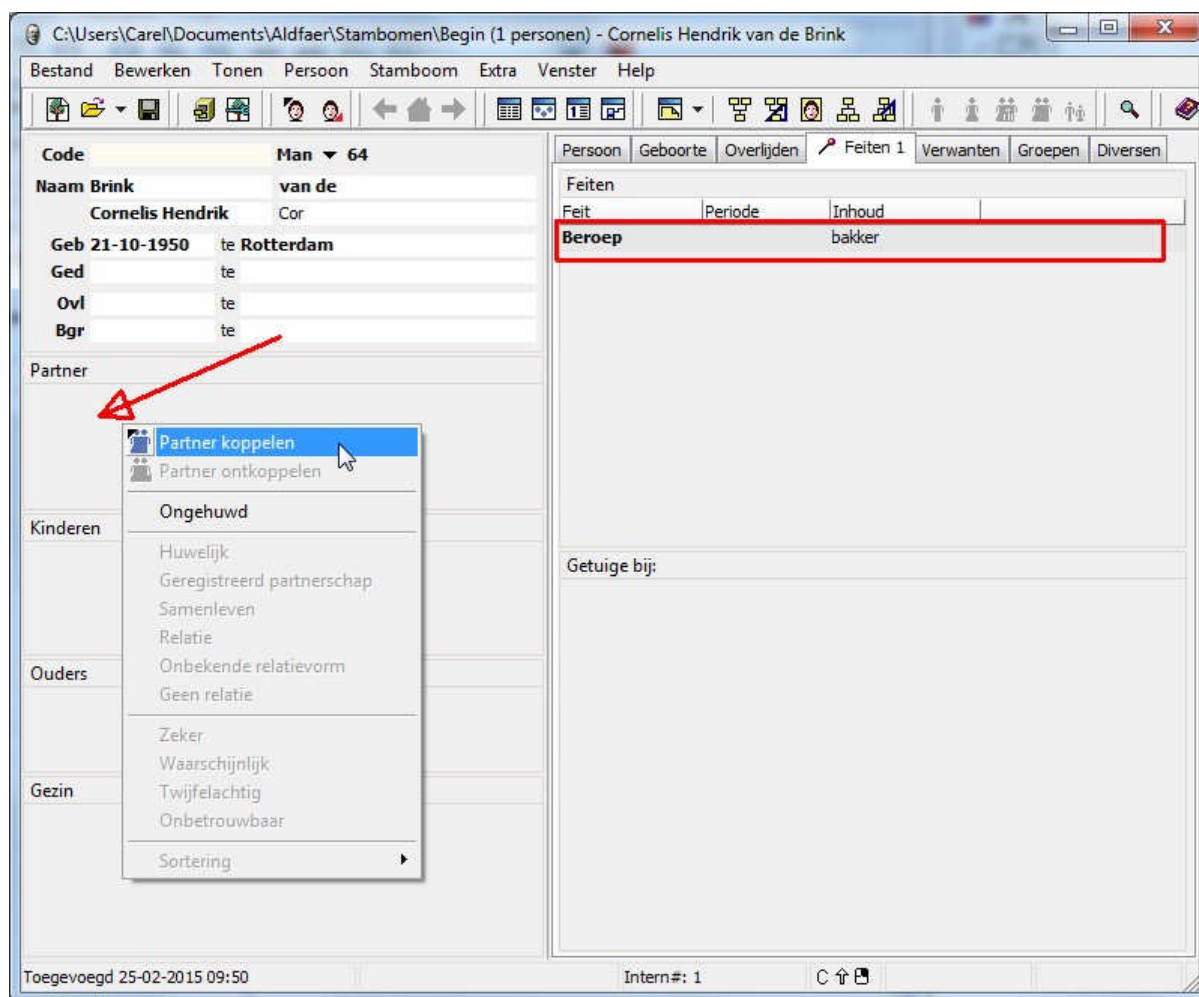 C:\Users\Carel\Documents\Aldfaer\Stambomen\Begin (1 personen) - Cornelis Hendrik van de Brink
Bestand Bewerken Tonen Persoon Stamboom Extra Venster Help
Code Man 64
Naam Brink van de
Cornelis Hendrik Cor
Geb 21-10-1950 te Rotterdam
Ged te
Ovl te
Bgr te
Partner
Partner koppelen
Partner ontkoppelen
Ongehuwd
Kinderen
Huwelijk
Geregistreerd partnerschap
Samenleven
Relatie
Onbekende relatievorm
Ouders
Geen relatie
Zeker
Waarschijnlijk
Gezin
Twijfelachtig
Onbetrouwbaar
Sortering
Persoon Geboorte Overlijden Feiten 1 Verwanten Groepen Diversen
Feiten
Feit Periode Inhoud
Beroep bakker
Getuige bij:
Toegevoegd 25-02-2015 09:50 Intern#: 1 C